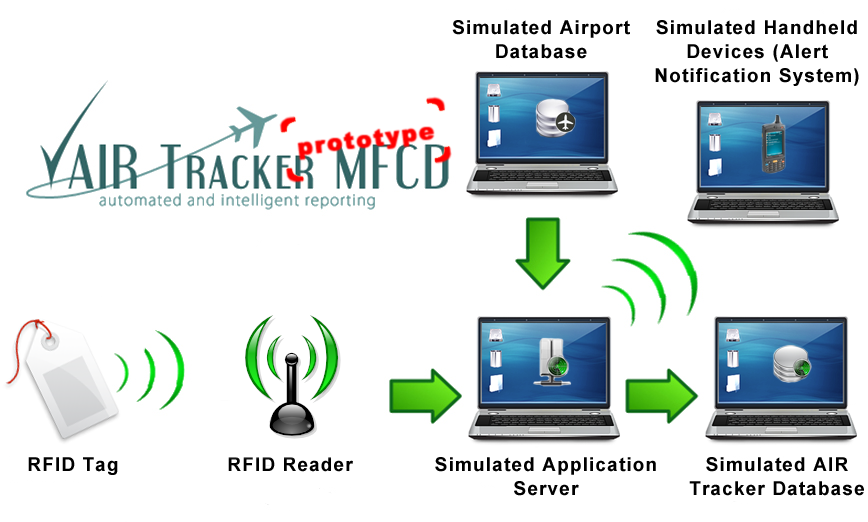 Simulated Airport
Database
Simulated Handheld
Devices (Alert
Notification System)
prototype
AIR TRACKER MFCD
automated and intelligent reporting
RFID Tag
RFID Reader
Simulated Application
Server
Simulated AIR
Tracker Database